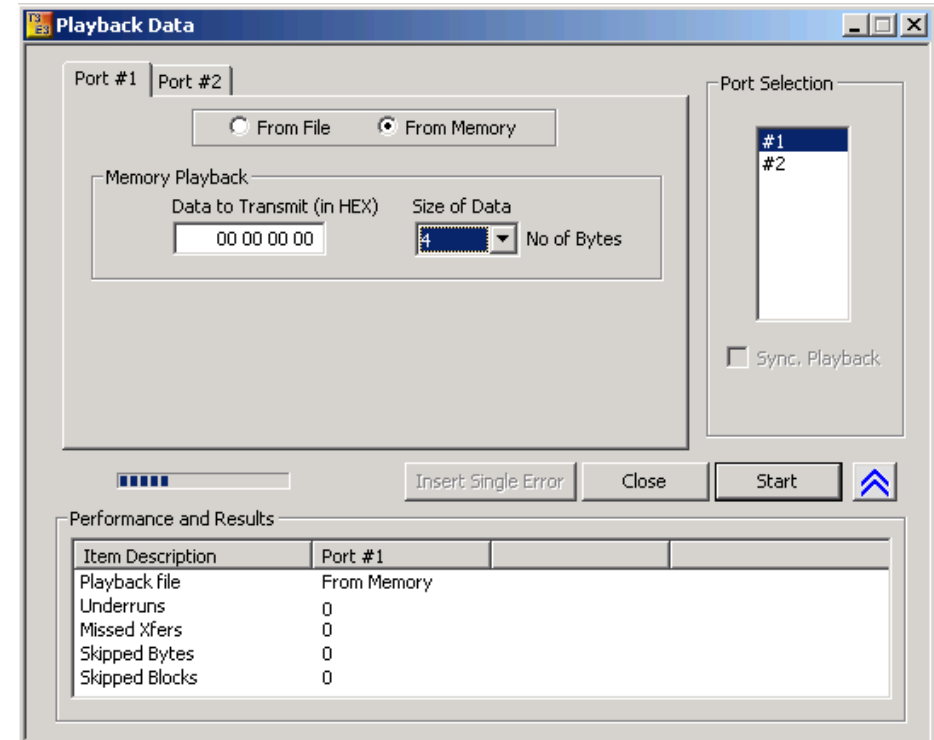 T3 E3 Playback Data
Port #1 Port #2
Port Selection
From File From Memory
#1
#2
Memory Playback
Data to Transmit (in HEX) Size of Data
00 00 00 00 4 No of Bytes
Sync. Playback
Insert Single Error Close Start
Performance and Results
Item Description Port #1
Playback file From Memory
Underruns 0
Missed Xfers 0
Skipped Bytes 0
Skipped Blocks 0